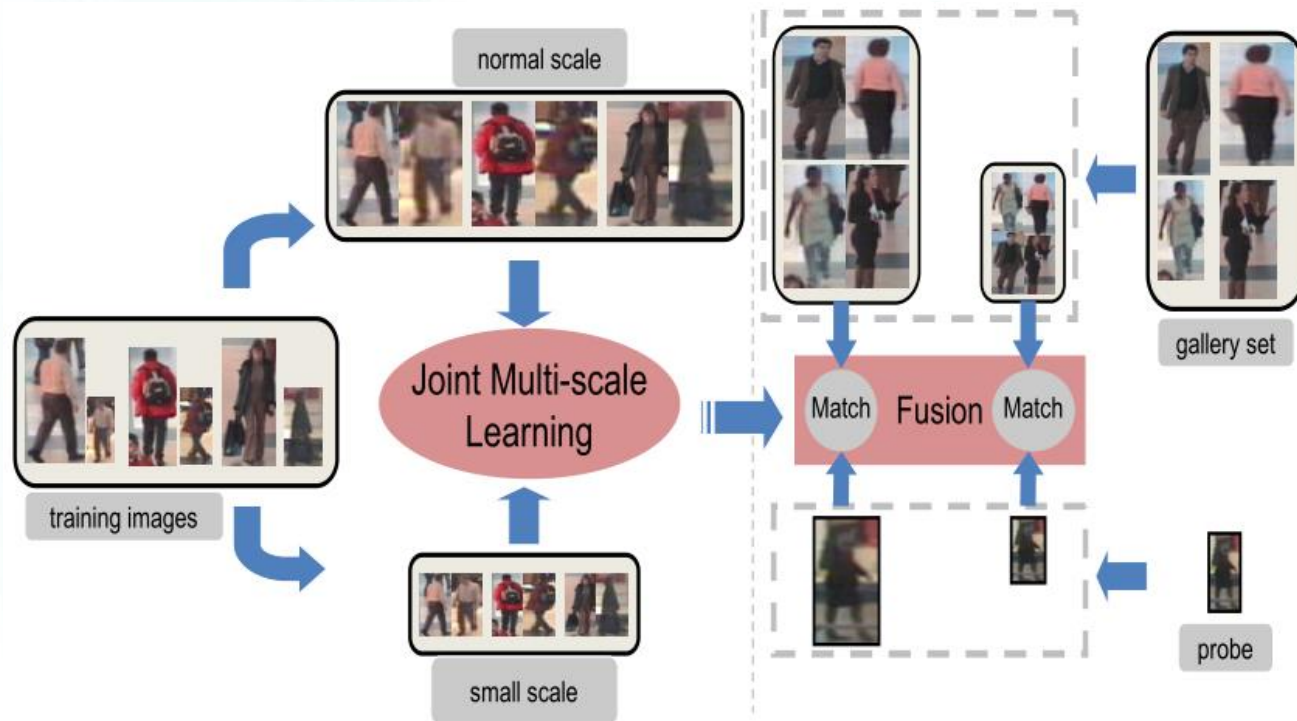 normal scale
Joint Multi-scale
Learning
training images
small scale
gallery set
Match
Fusion
Match
probe